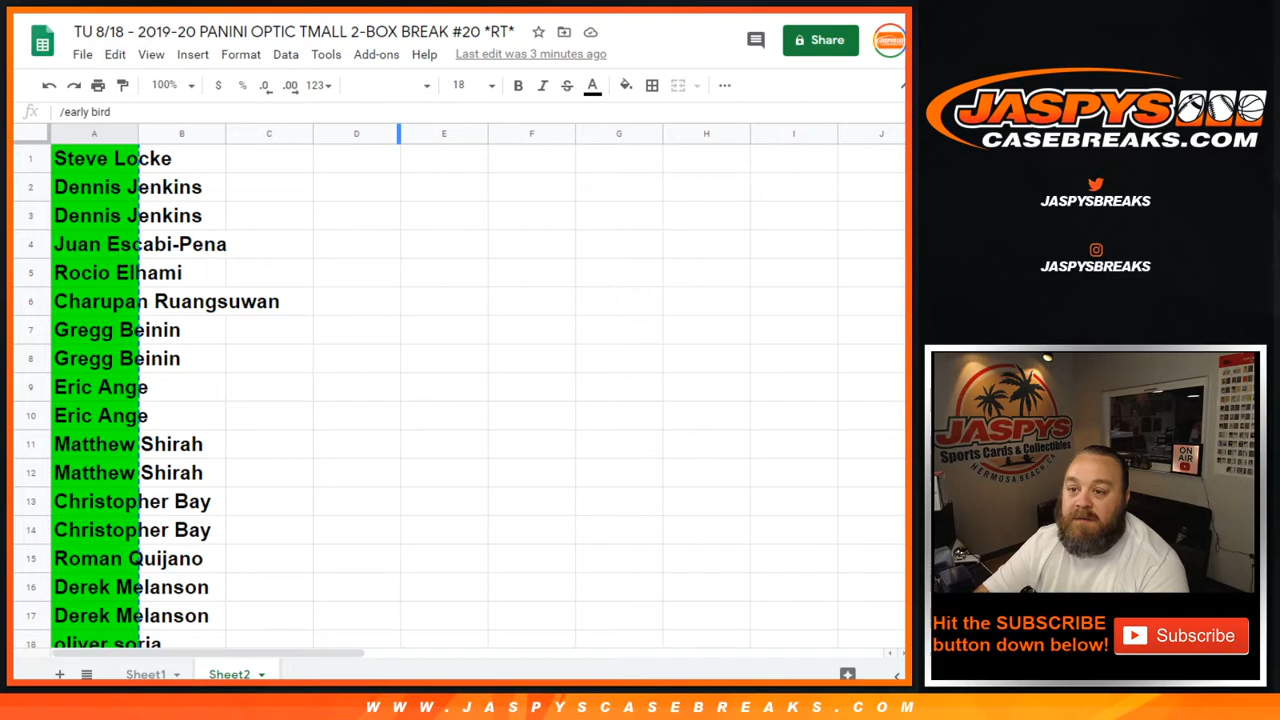 TU 8/18 - 2019-20 PANINI OPTIC TMALL 2-BOX BREAK #20 *RT*
File Edit View Insert Format Data Tools Add-ons Help Last edit was 3 minutes ago
Share
100% $ % .0 .00 123 18 B I S A
fx /early bird
A B C D E F G H I J
1 Steve Locke
2 Dennis Jenkins
3 Dennis Jenkins
4 Juan Escabi-Pena
5 Rocio Elhami
6 Charupan Ruangsuwan
7 Gregg Beinin
8 Gregg Beinin
9 Eric Ange
10 Eric Ange
11 Matthew Shirah
12 Matthew Shirah
13 Christopher Bay
14 Christopher Bay
15 Roman Quijano
16 Derek Melanson
17 Derek Melanson
18 oliver soria
Sheet1 Sheet2
JASPYS
CASEBREAKS.COM
JASPYSBREAKS
JASPYSBREAKS
JASPYS
Sports Cards & Collectibles
HERMOSA BEACH, CA
ON AIR
Hit the SUBSCRIBE
button down below!
Subscribe
WWW.JASPYSCASEBREAKS.COM